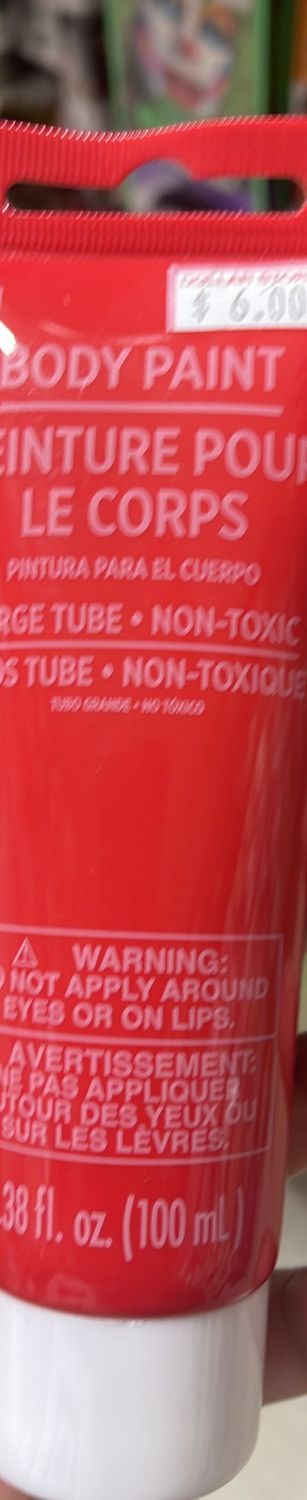 $ 6.00
BODY PAINT
EINTURE POUR
LE CORPS
PINTURA PARA EL CUERPO
RGE TUBE • NON-TOXIC
OS TUBE • NON-TOXIQUE
TUBO GRANDE • NO TÓXICO
WARNING:
NOT APPLY AROUND
EYES OR ON LIPS.
AVERTISSEMENT:
NE PAS APPLIQUER
UTOUR DES YEUX OU
SUR LES LÈVRES.
.38 fl. oz. (100 mL)